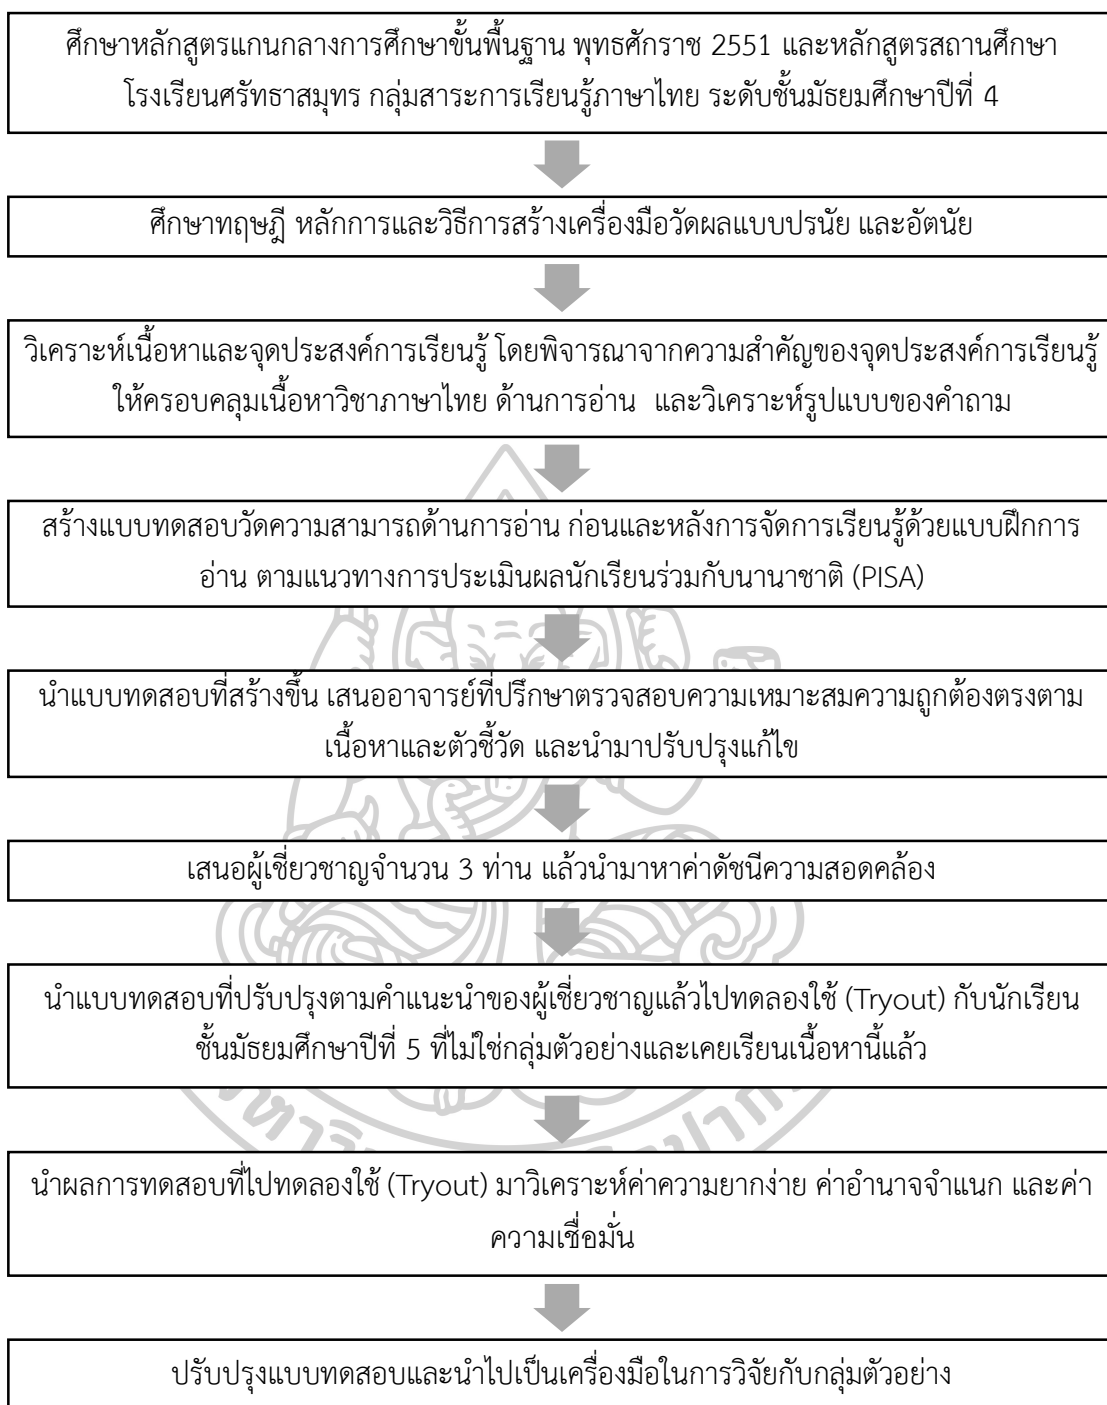 ศึกษาหลักสูตรแกนกลางการศึกษาขั้นพื้นฐาน พุทธศักราช 2551 และหลักสูตรสถานศึกษา
โรงเรียนศรัทธาสมุทร กลุ่มสาระการเรียนรู้ภาษาไทย ระดับชั้นมัธยมศึกษาปีที่ 4
ศึกษาทฤษฎี หลักการและวิธีการสร้างเครื่องมือวัดผลแบบปรนัย และอัตนัย
วิเคราะห์เนื้อหาและจุดประสงค์การเรียนรู้ โดยพิจารณาจากความสำคัญของจุดประสงค์การเรียนรู้
ให้ครอบคลุมเนื้อหาวิชาภาษาไทย ด้านการอ่าน และวิเคราะห์รูปแบบของคำถาม
สร้างแบบทดสอบวัดความสามารถด้านการอ่าน ก่อนและหลังการจัดการเรียนรู้ด้วยแบบฝึกการ
อ่าน ตามแนวทางการประเมินผลนักเรียนร่วมกับนานาชาติ (PISA)
นำแบบทดสอบที่สร้างขึ้น เสนออาจารย์ที่ปรึกษาตรวจสอบความเหมาะสมความถูกต้องตรงตาม
เนื้อหาและตัวชี้วัด และนำมาปรับปรุงแก้ไข
เสนอผู้เชี่ยวชาญจำนวน 3 ท่าน แล้วนำมาหาค่าดัชนีความสอดคล้อง
นำแบบทดสอบที่ปรับปรุงตามคำแนะนำของผู้เชี่ยวชาญแล้วไปทดลองใช้ (Tryout) กับนักเรียน
ชั้นมัธยมศึกษาปีที่ 5 ที่ไม่ใช่กลุ่มตัวอย่างและเคยเรียนเนื้อหานี้แล้ว
นำผลการทดสอบที่ไปทดลองใช้ (Tryout) มาวิเคราะห์ค่าความยากง่าย ค่าอำนาจจำแนก และค่า
ความเชื่อมั่น
ปรับปรุงแบบทดสอบและนำไปเป็นเครื่องมือในการวิจัยกับกลุ่มตัวอย่าง